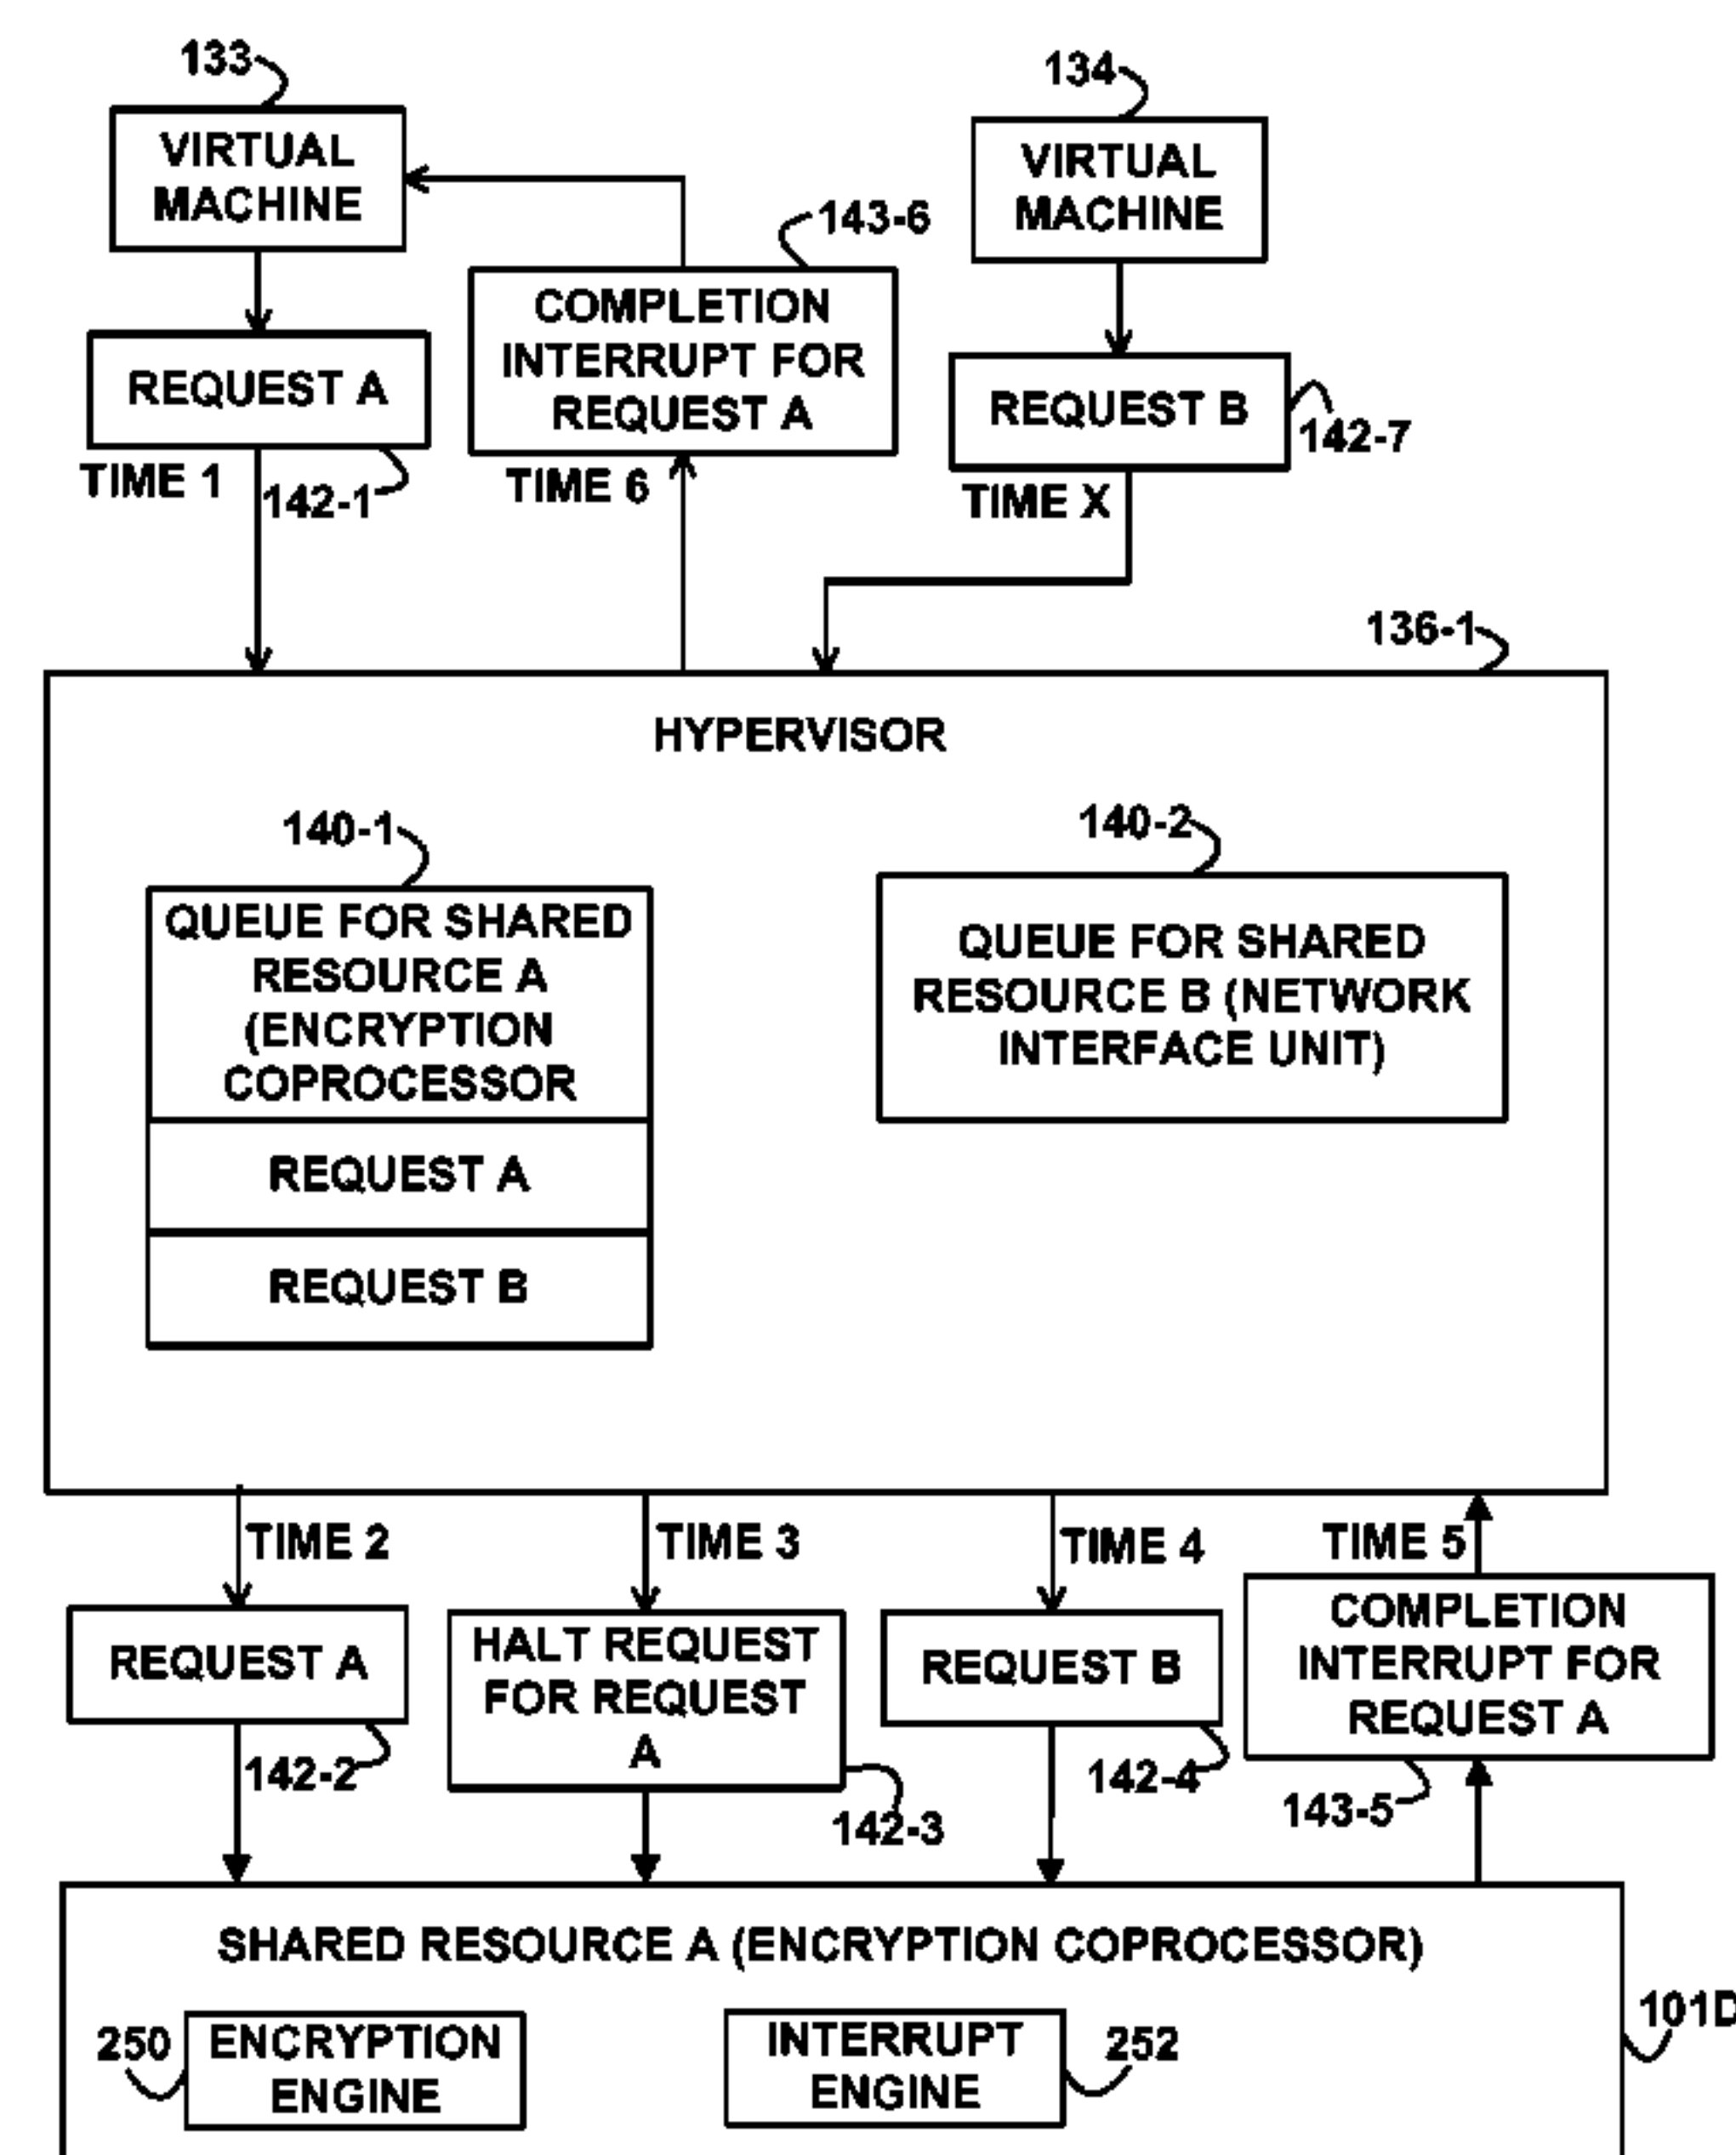 133
134
VIRTUAL
MACHINE
VIRTUAL
MACHINE
143-6
COMPLETION
INTERRUPT FOR
REQUEST A
REQUEST A
REQUEST B
142-7
TIME 1
142-1
TIME 6
TIME X
136-1
HYPERVISOR
140-1
140-2
QUEUE FOR SHARED
RESOURCE A
(ENCRYPTION
COPROCESSOR
QUEUE FOR SHARED
RESOURCE B (NETWORK
INTERFACE UNIT)
REQUEST A
REQUEST B
TIME 2
TIME 3
TIME 4
TIME 5
REQUEST A
HALT REQUEST
FOR REQUEST
A
REQUEST B
COMPLETION
INTERRUPT FOR
REQUEST A
142-2
142-3
142-4
143-5
SHARED RESOURCE A (ENCRYPTION COPROCESSOR)
101D
250
ENCRYPTION
ENGINE
INTERRUPT
ENGINE
252